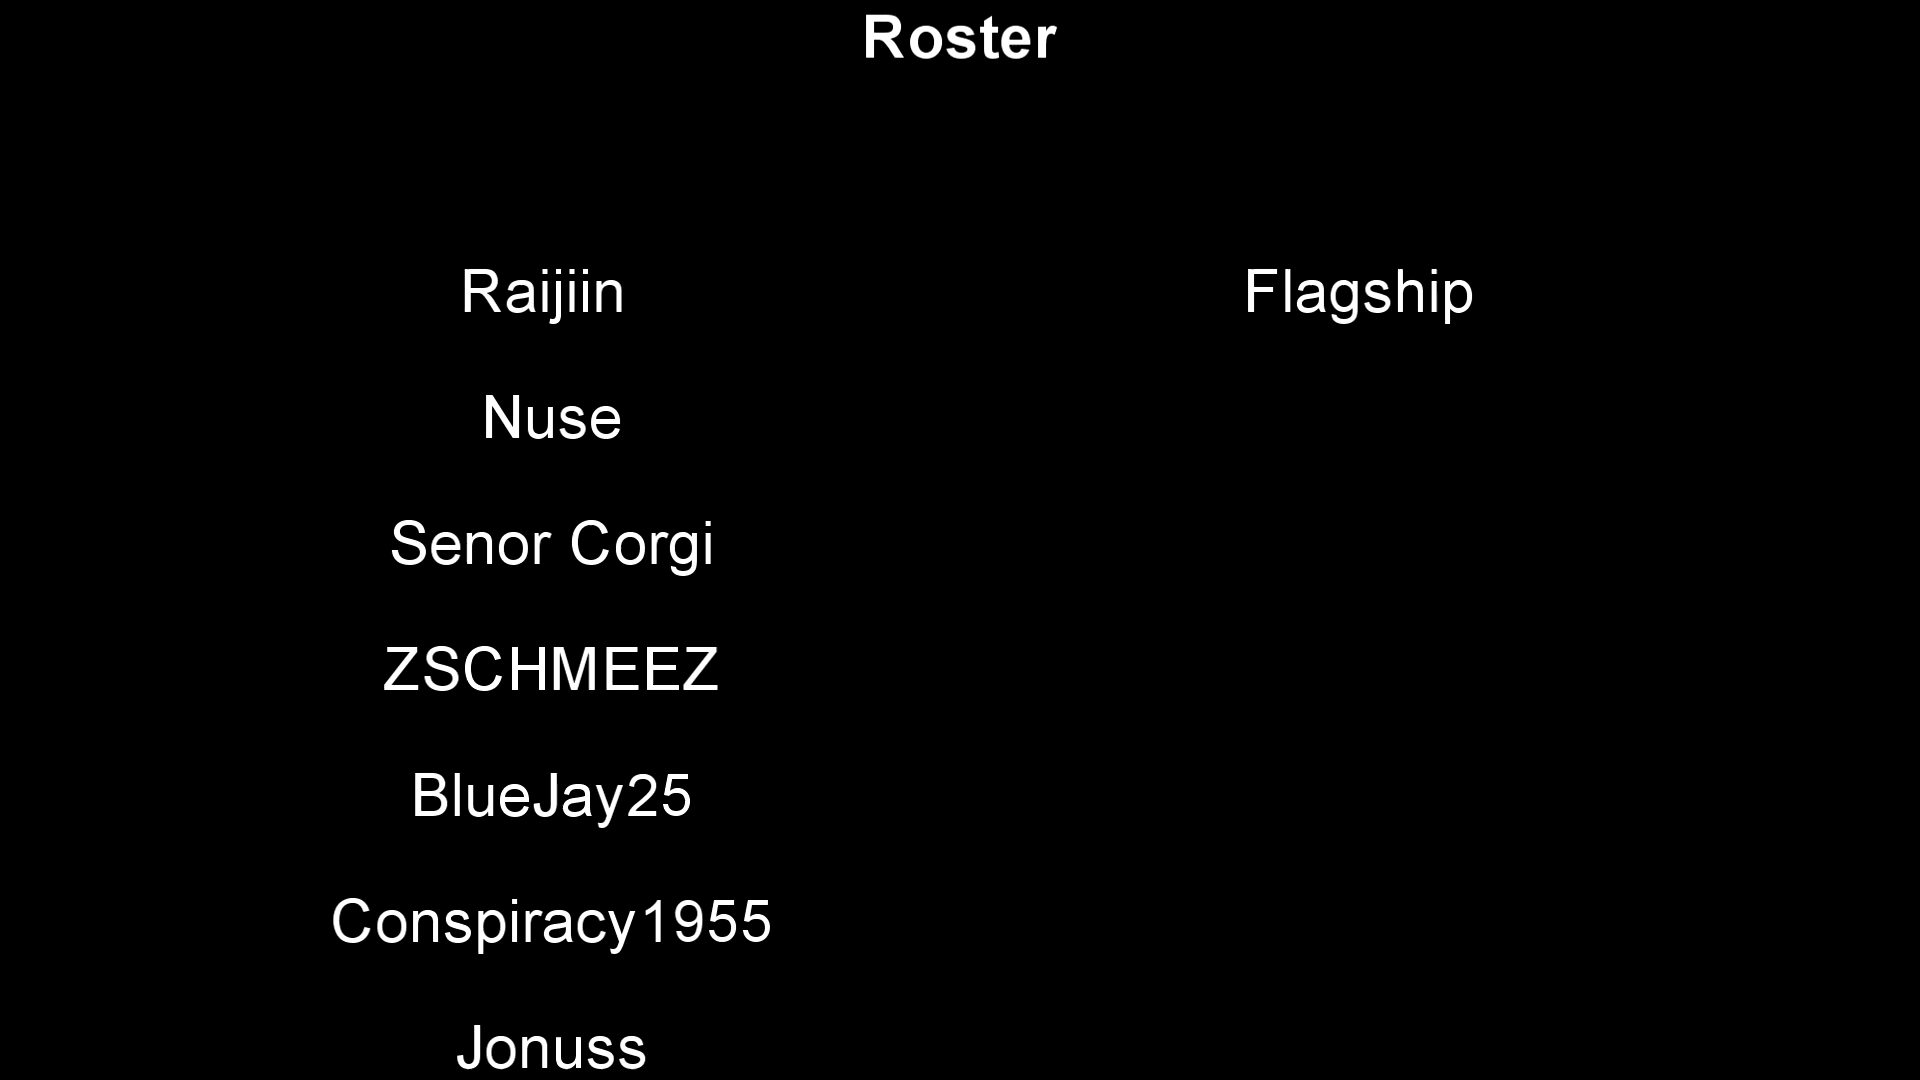 Roster
Raijiin Flagship
Nuse
Senor Corgi
ZSCHMEEZ
BlueJay25
Conspiracy1955
Jonuss